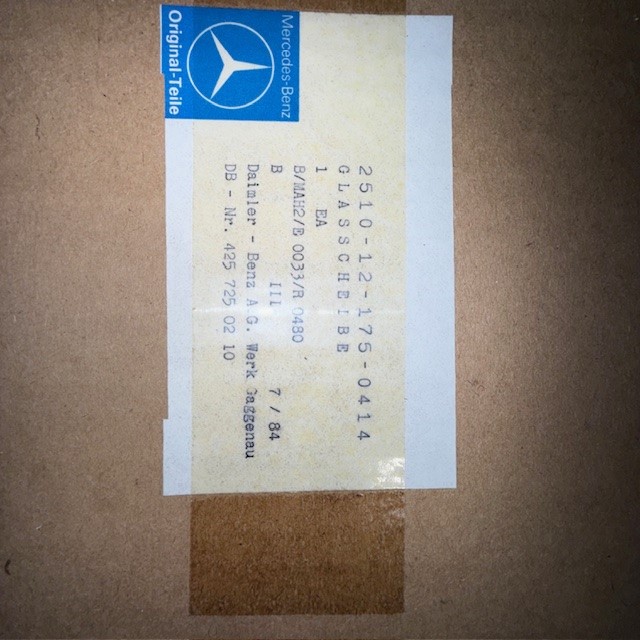 Mercedes-Benz
Original-Teile
2510-12-175-0414
GLASSCHEIBE
1 EA
B/MAH2/E 0033/R 0480
B III 7/84
Daimler - Benz A.G. Werk Gaggenau
DB - Nr. 425 725 02 10